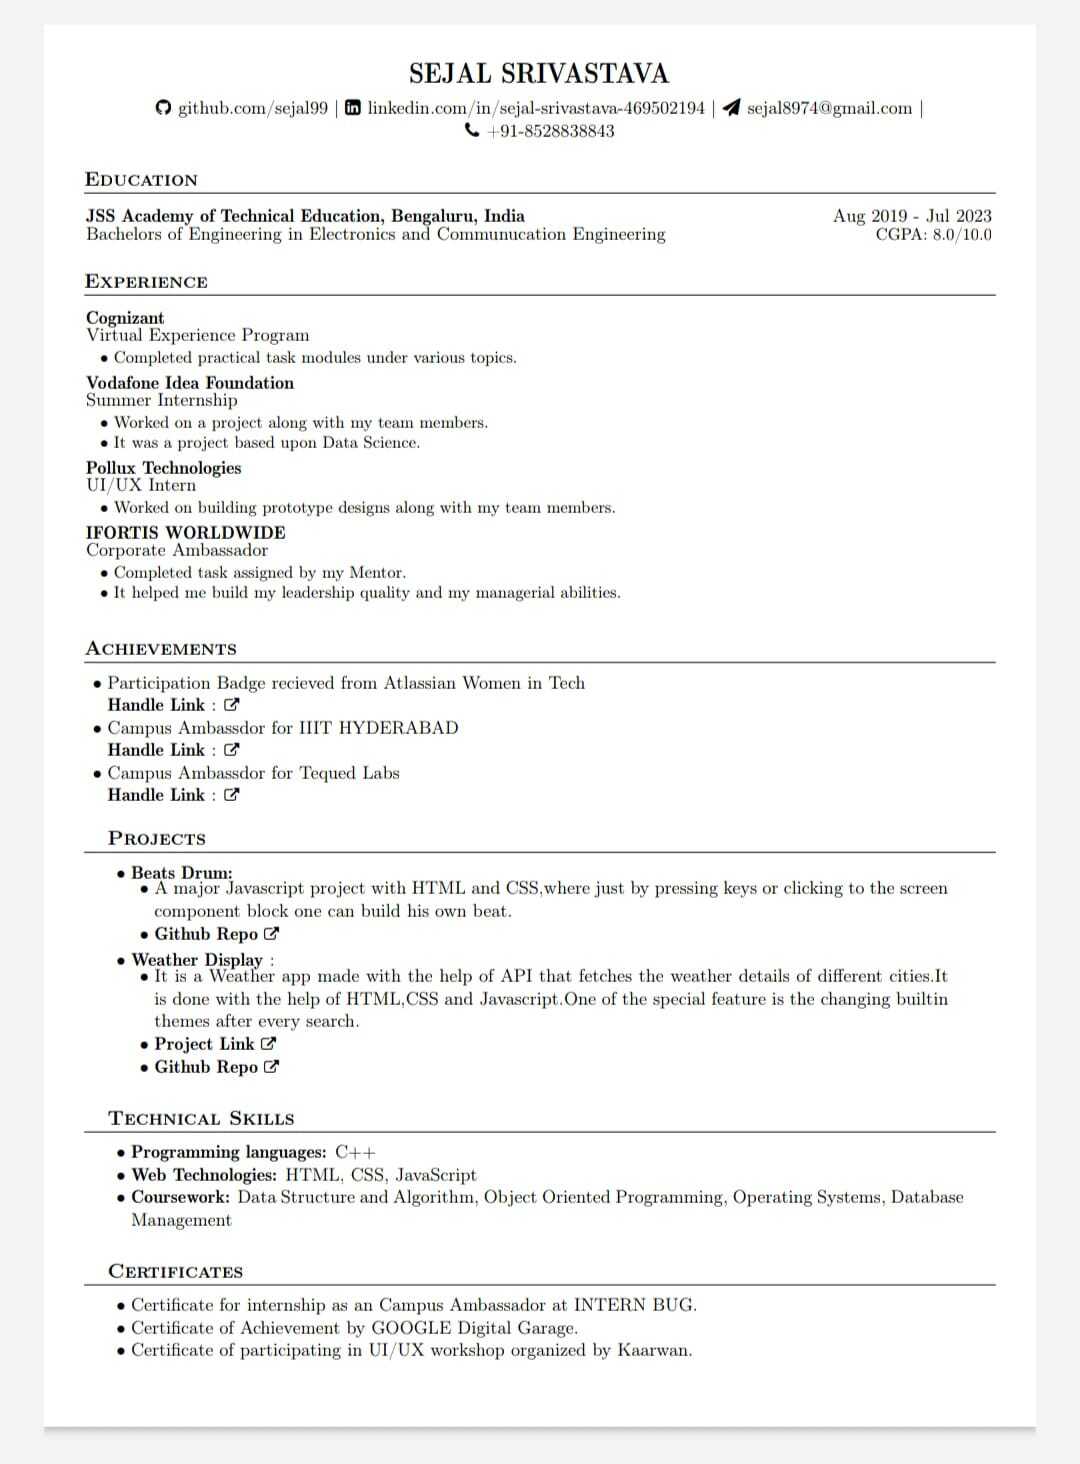 SEJAL SRIVASTAVA
github.com/sejal99 | linkedin.com/in/sejal-srivastava-469502194 | sejal8974@gmail.com |
+91-8528838843
EDUCATION
JSS Academy of Technical Education, Bengaluru, India Aug 2019 - Jul 2023
Bachelors of Engineering in Electronics and Communucation Engineering CGPA: 8.0/10.0
EXPERIENCE
Cognizant
Virtual Experience Program
• Completed practical task modules under various topics.
Vodafone Idea Foundation
Summer Internship
• Worked on a project along with my team members.
• It was a project based upon Data Science.
Pollux Technologies
UI/UX Intern
• Worked on building prototype designs along with my team members.
IFORTIS WORLDWIDE
Corporate Ambassador
• Completed task assigned by my Mentor.
• It helped me build my leadership quality and my managerial abilities.
ACHIEVEMENTS
• Participation Badge recieved from Atlassian Women in Tech
Handle Link :
• Campus Ambassdor for IIIT HYDERABAD
Handle Link :
• Campus Ambassdor for Tequed Labs
Handle Link :
PROJECTS
• Beats Drum:
• A major Javascript project with HTML and CSS,where just by pressing keys or clicking to the screen
component block one can build his own beat.
• Github Repo
• Weather Display :
• It is a Weather app made with the help of API that fetches the weather details of different cities.It
is done with the help of HTML,CSS and Javascript.One of the special feature is the changing builtin
themes after every search.
• Project Link
• Github Repo
TECHNICAL SKILLS
• Programming languages: C++
• Web Technologies: HTML, CSS, JavaScript
• Coursework: Data Structure and Algorithm, Object Oriented Programming, Operating Systems, Database
Management
CERTIFICATES
• Certificate for internship as an Campus Ambassador at INTERN BUG.
• Certificate of Achievement by GOOGLE Digital Garage.
• Certificate of participating in UI/UX workshop organized by Kaarwan.